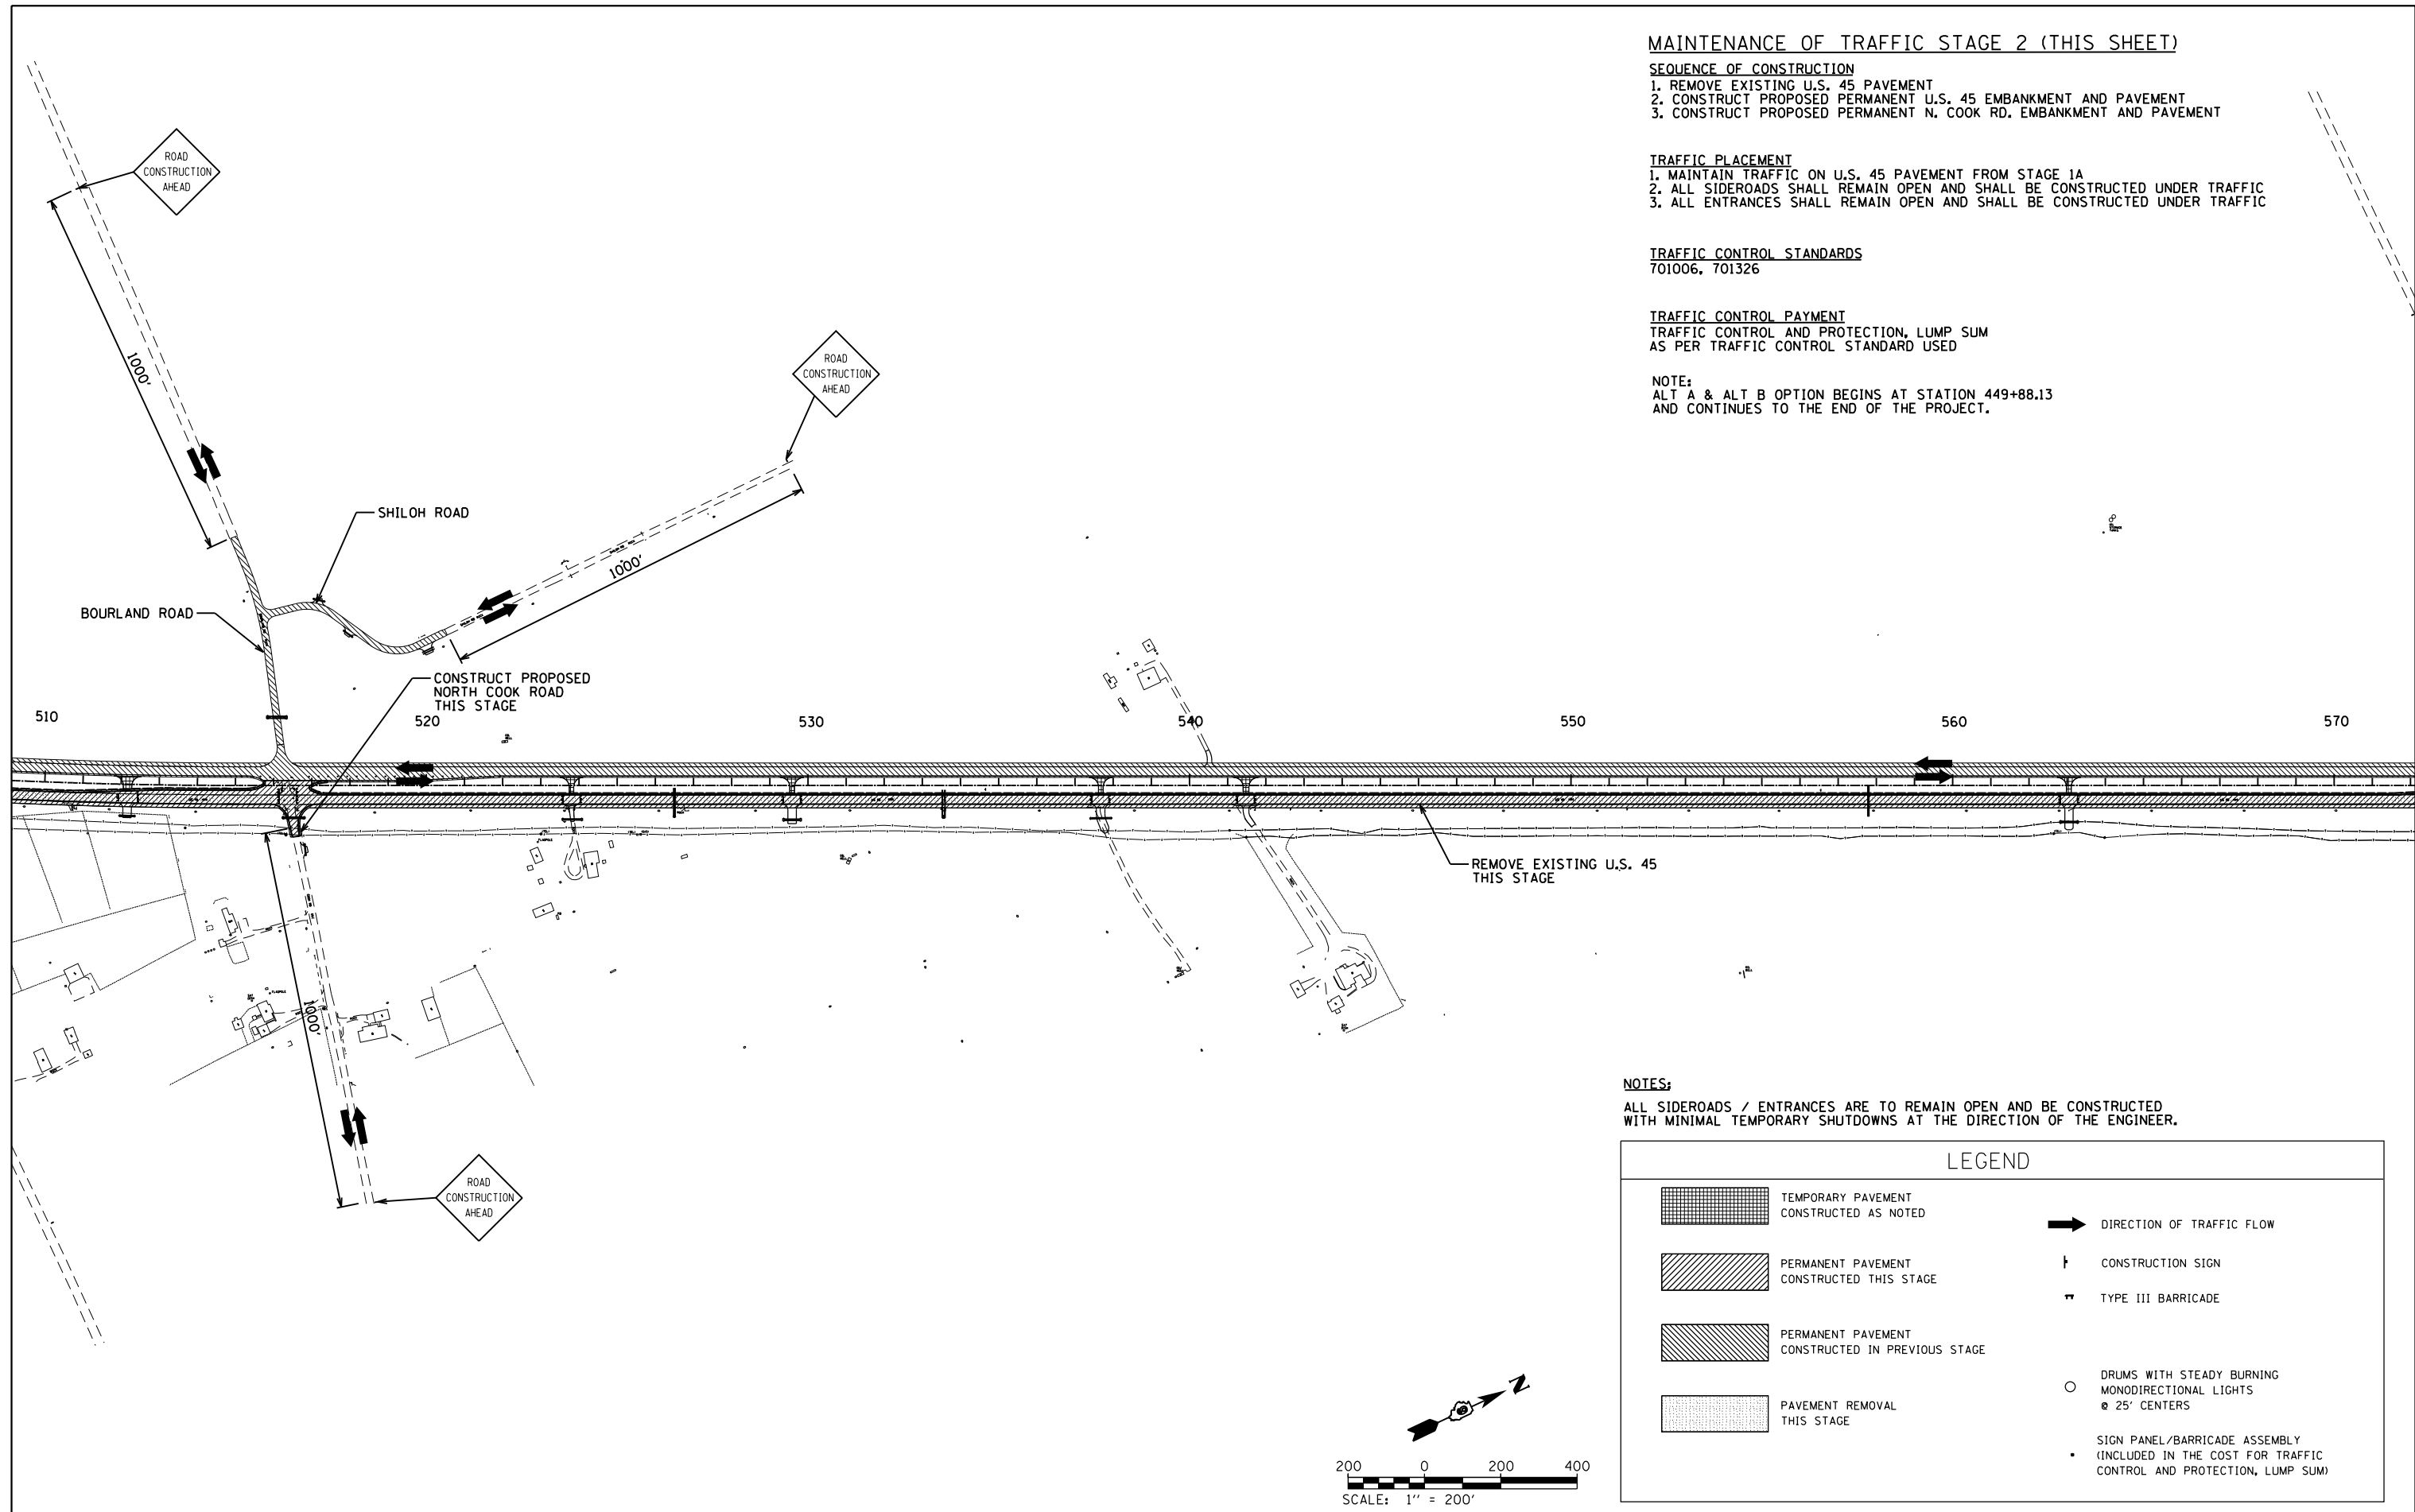 MAINTENANCE OF TRAFFIC STAGE 2 (THIS SHEET)
SEQUENCE OF CONSTRUCTION
1. REMOVE EXISTING U.S. 45 PAVEMENT
2. CONSTRUCT PROPOSED PERMANENT U.S. 45 EMBANKMENT AND PAVEMENT
3. CONSTRUCT PROPOSED PERMANENT N. COOK RD. EMBANKMENT AND PAVEMENT
TRAFFIC PLACEMENT
1. MAINTAIN TRAFFIC ON U.S. 45 PAVEMENT FROM STAGE 1A
2. ALL SIDEROADS SHALL REMAIN OPEN AND SHALL BE CONSTRUCTED UNDER TRAFFIC
3. ALL ENTRANCES SHALL REMAIN OPEN AND SHALL BE CONSTRUCTED UNDER TRAFFIC
TRAFFIC CONTROL STANDARDS
701006, 701326
TRAFFIC CONTROL PAYMENT
TRAFFIC CONTROL AND PROTECTION, LUMP SUM
AS PER TRAFFIC CONTROL STANDARD USED
NOTE:
ALT A & ALT B OPTION BEGINS AT STATION 449+88.13
AND CONTINUES TO THE END OF THE PROJECT.
ROAD
CONSTRUCTION
AHEAD
1000'
ROAD
CONSTRUCTION
AHEAD
SHILOH ROAD
1000'
BOURLAND ROAD
CONSTRUCT PROPOSED
NORTH COOK ROAD
THIS STAGE
510
520
530
540
550
560
570
REMOVE EXISTING U.S. 45
THIS STAGE
1000'
ROAD
CONSTRUCTION
AHEAD
NOTES:
ALL SIDEROADS / ENTRANCES ARE TO REMAIN OPEN AND BE CONSTRUCTED
WITH MINIMAL TEMPORARY SHUTDOWNS AT THE DIRECTION OF THE ENGINEER.
LEGEND
TEMPORARY PAVEMENT
CONSTRUCTED AS NOTED
PERMANENT PAVEMENT
CONSTRUCTED THIS STAGE
PERMANENT PAVEMENT
CONSTRUCTED IN PREVIOUS STAGE
PAVEMENT REMOVAL
THIS STAGE
DIRECTION OF TRAFFIC FLOW
CONSTRUCTION SIGN
TYPE III BARRICADE
DRUMS WITH STEADY BURNING
MONODIRECTIONAL LIGHTS
@ 25' CENTERS
SIGN PANEL/BARRICADE ASSEMBLY
(INCLUDED IN THE COST FOR TRAFFIC
CONTROL AND PROTECTION, LUMP SUM)
N
200 0 200 400
SCALE: 1'' = 200'